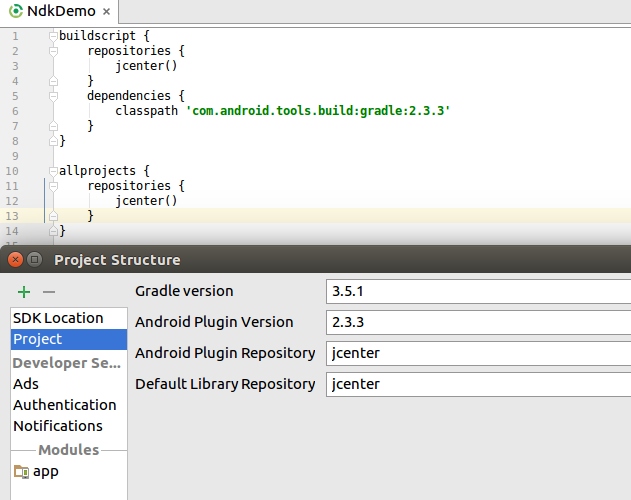 NdkDemo ×
1 buildscript {
2 repositories {
3 jcenter()
4 }
5 dependencies {
6 classpath 'com.android.tools.build:gradle:2.3.3'
7 }
8 }
9
10 allprojects {
11 repositories {
12 jcenter()
13 }
14 }
Project Structure
SDK Location
Project
Developer Se...
Ads
Authentication
Notifications
Modules
app
Gradle version 3.5.1
Android Plugin Version 2.3.3
Android Plugin Repository jcenter
Default Library Repository jcenter